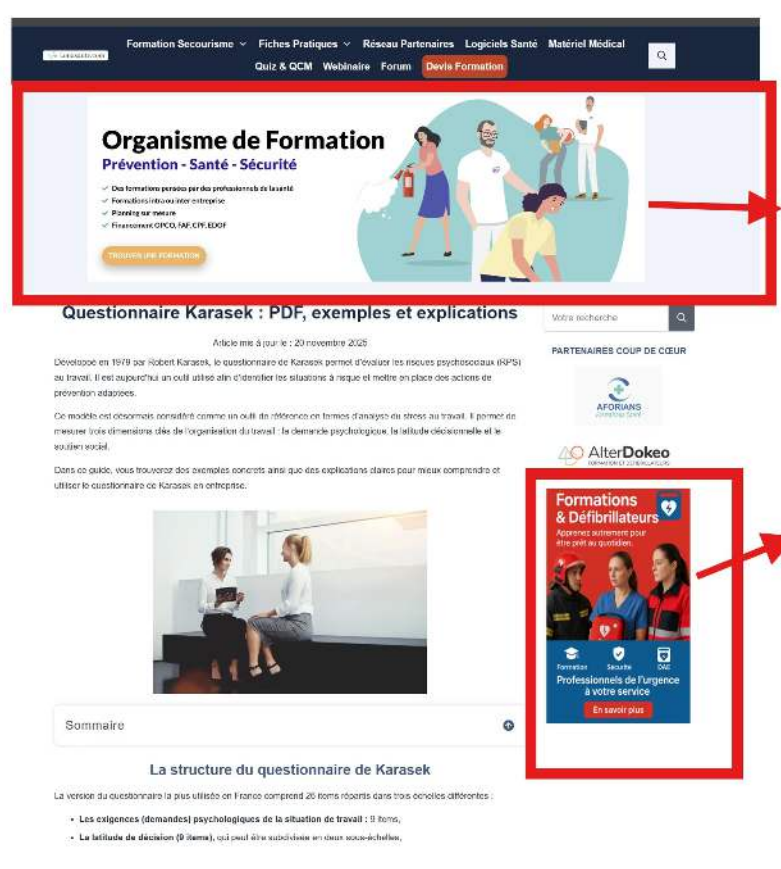 Formation Secourisme Fiches Pratiques Réseau Partenaires Logiciels Santé Matériel Médical
Quiz & QCM Webinaire Forum Devis Formation
Organisme de Formation
Prévention - Santé - Sécurité
Des formations pensées par des professionnels de la santé
Formations intra ou inter entreprise
Planning sur mesure
Financement OPCO, FAF, CPF, EDOF
TROUVER UNE FORMATION
Questionnaire Karasek : PDF, exemples et explications
Article mis à jour le : 20 novembre 2025
Développé en 1979 par Robert Karasek, le questionnaire de Karasek permet d'évaluer les risques psychosociaux (RPS)
au travail. Il est aujourd'hui un outil utilisé afin d'identifier les situations à risque et mettre en place des actions de
prévention adaptées.
Ce modèle est désormais considéré comme un outil de référence en termes d'analyse du stress au travail. Il permet de
mesurer trois dimensions clés de l'organisation du travail : la demande psychologique, la latitude décisionnelle et le
soutien social.
Dans ce guide, vous trouverez des exemples concrets ainsi que des explications claires pour mieux comprendre et
utiliser le questionnaire de Karasek en entreprise.
Sommaire
La structure du questionnaire de Karasek
La version du questionnaire la plus utilisée en France comprend 26 items répartis dans trois échelles différentes :
• Les exigences (demandes) psychologiques de la situation de travail : 9 items,
• La latitude de décision (9 items), qui peut être subdivisée en deux sous-échelles,
Votre recherche
PARTENAIRES COUP DE CŒUR
AFORIANS
AlterDokeo
FORMATION ET DÉFIBRILLATEURS
Formations
& Défibrillateurs
Apprenez autrement pour
être prêt au quotidien.
Formation Sécurité DAE
Professionnels de l'urgence
à votre service
En savoir plus